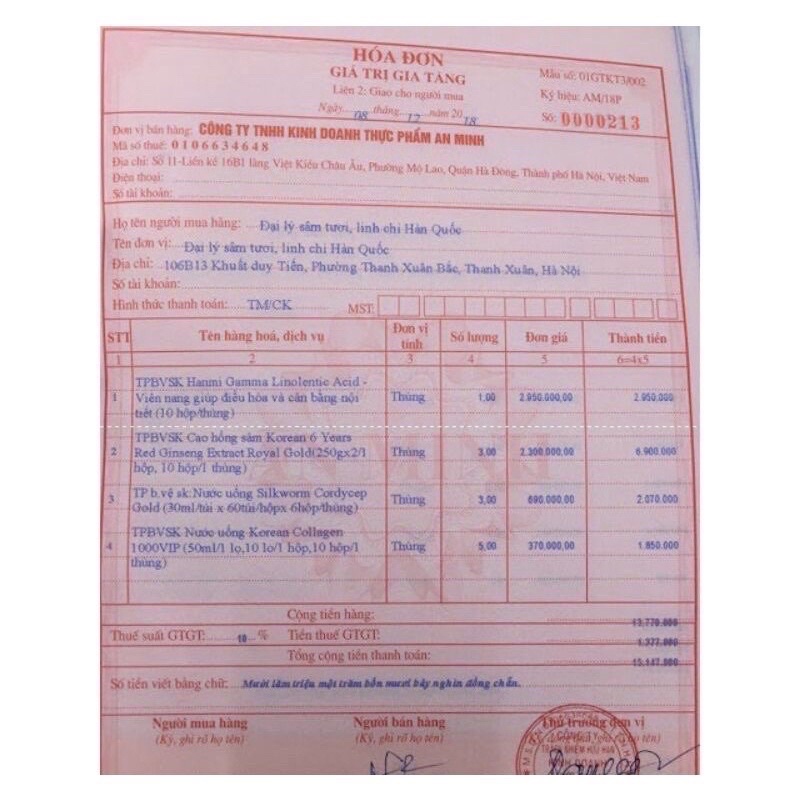 HÓA ĐƠN
GIÁ TRỊ GIA TĂNG
Liên 2: Giao cho người mua
Ngày 08 tháng 12 năm 2018
Mẫu số: 01GTKT3/002
Ký hiệu: AM/18P
Số: 0000213
Đơn vị bán hàng: CÔNG TY TNHH KINH DOANH THỰC PHẨM AN MINH
Mã số thuế: 0106634648
Địa chỉ: Số 11-Liền kề 16B1 làng Việt Kiều Châu Âu, Phường Mộ Lao, Quận Hà Đông, Thành phố Hà Nội, Việt Nam
Điện thoại:
Số tài khoản:
Họ tên người mua hàng: Đại lý sâm tươi, linh chi Hàn Quốc
Tên đơn vị: Đại lý sâm tươi, linh chi Hàn Quốc
Địa chỉ: 106B13 Khuất duy Tiến, Phường Thanh Xuân Bắc, Thanh Xuân, Hà Nội
Số tài khoản:
Hình thức thanh toán: TM/CK MST:
STT Tên hàng hoá, dịch vụ Đơn vị tính Số lượng Đơn giá Thành tiền
1 2 3 4 5 6=4x5
TPBVSK Hanmi Gamma Linolentic Acid -
1 Viên nang giúp điều hòa và cân bằng nội Thùng 1,00 2.950.000,00 2.950.000
tiết (10 hộp/thùng)
TPBVSK Cao hồng sâm Korean 6 Years
2 Red Ginseng Extract Royal Gold(250gx2/1 Thùng 3,00 2.300.000,00 6.900.000
hộp, 10 hộp/1 thùng)
TP b.vệ sk:Nước uống Silkworm Cordycep
3 Gold (30ml/túi x 60túi/hộpx 6hộp/thùng) Thùng 3,00 690.000,00 2.070.000
TPBVSK Nước uống Korean Collagen
4 1000VIP (50ml/1 lọ,10 lo/1 hộp,10 hộp/1 Thùng 5,00 370.000,00 1.850.000
thùng)
Cộng tiền hàng: 13.770.000
Thuế suất GTGT: 10 % Tiền thuế GTGT: 1.377.000
Tổng cộng tiền thanh toán: 15.147.000
Số tiền viết bằng chữ: Mười lăm triệu một trăm bốn mươi bảy nghìn đồng chẵn.
Người mua hàng Người bán hàng Thủ trưởng đơn vị
(Ký, ghi rõ họ tên) (Ký, ghi rõ họ tên)
CÔNG TY
TRÁCH NHIỆM HỮU HẠN
KINH DOANH